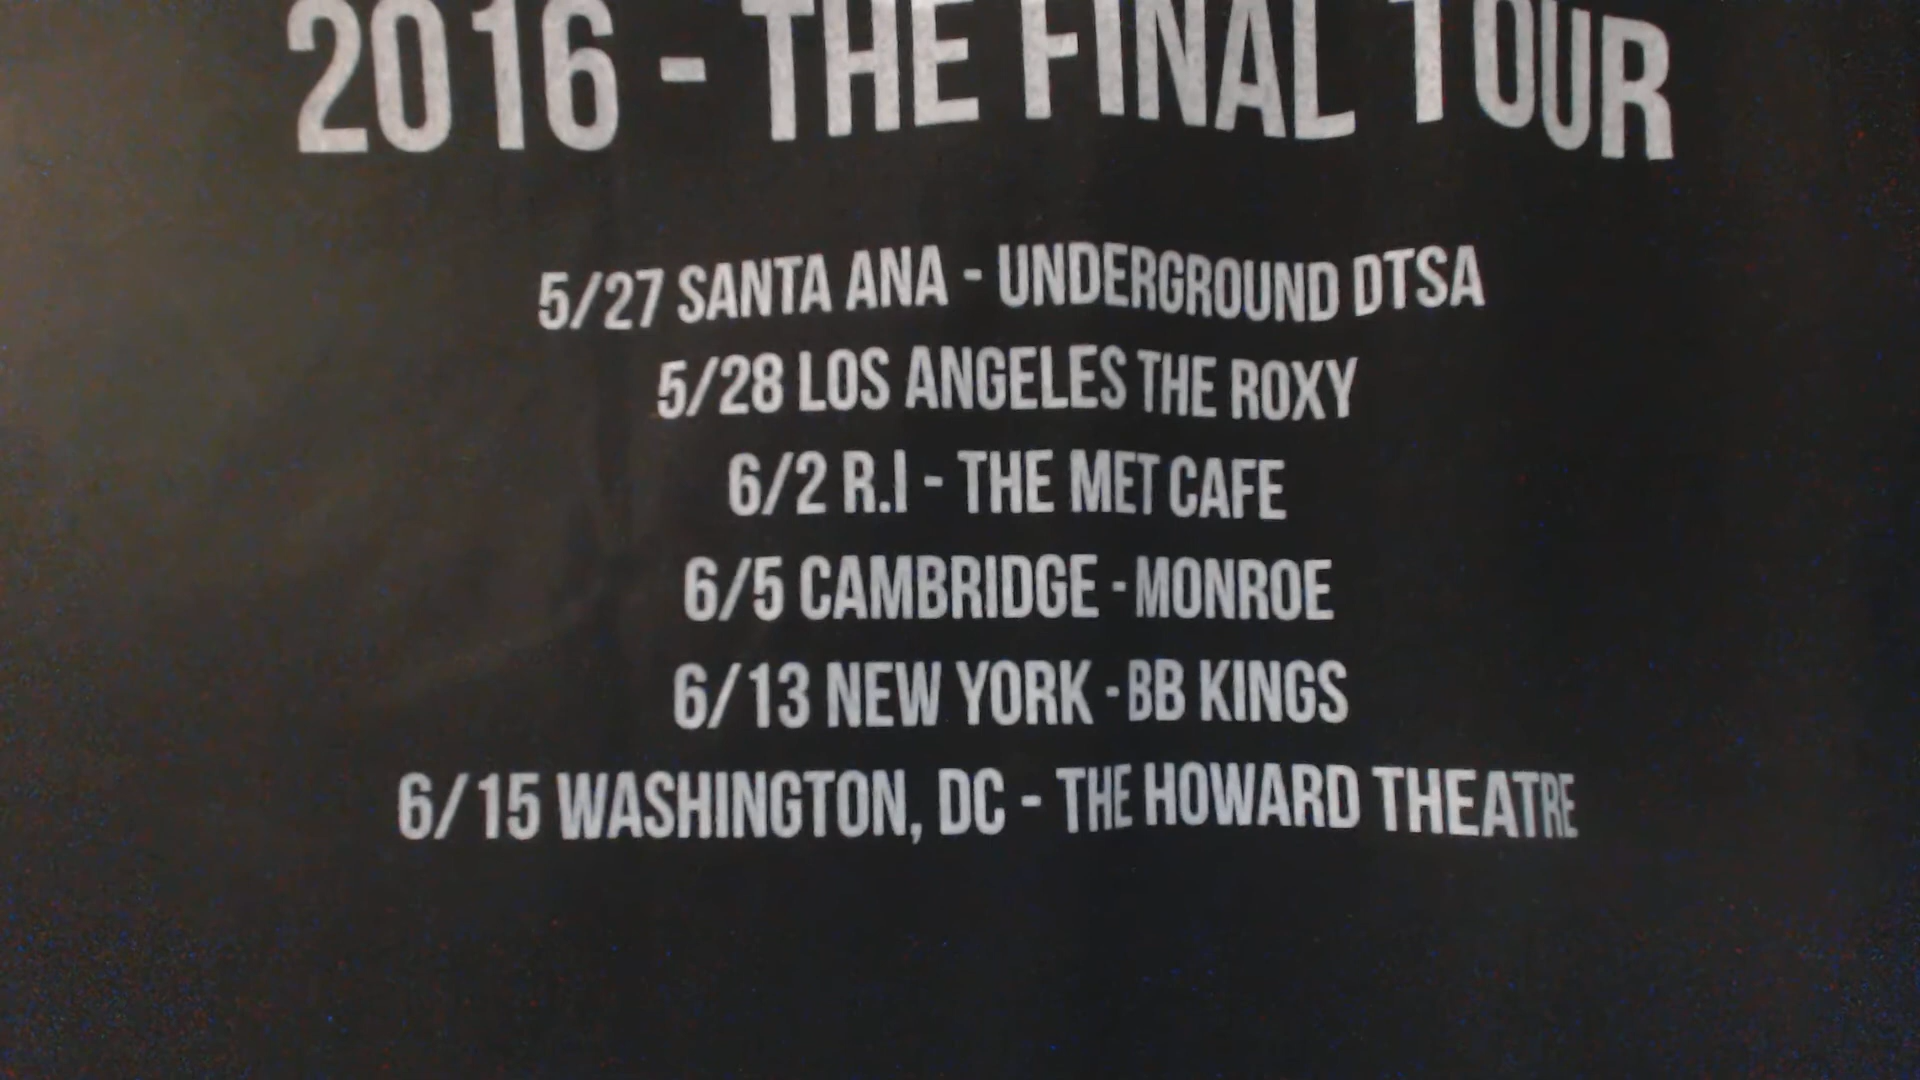 2016 - THE FINAL TOUR
5/27 SANTA ANA - UNDERGROUND DTSA
5/28 LOS ANGELES THE ROXY
6/2 R.I - THE MET CAFE
6/5 CAMBRIDGE - MONROE
6/13 NEW YORK - BB KINGS
6/15 WASHINGTON, DC - THE HOWARD THEATRE